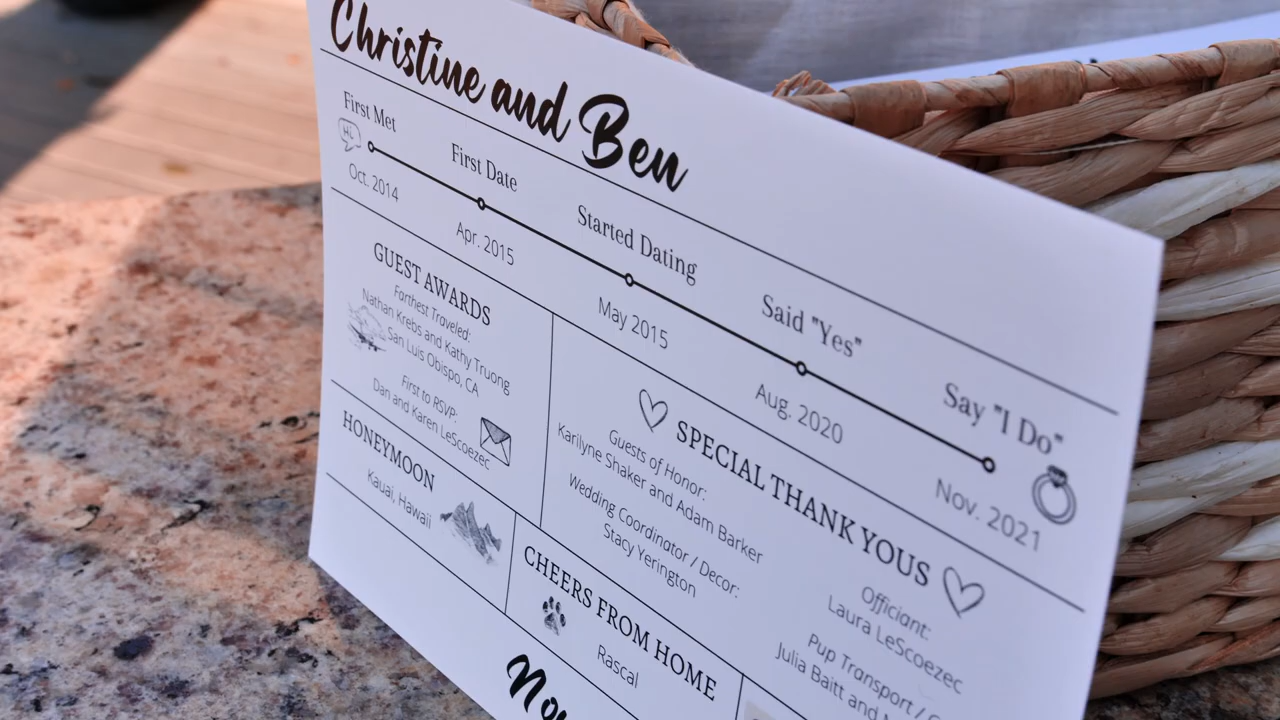 Christine and Ben
First Met
Hi
Oct. 2014
First Date
Apr. 2015
Started Dating
May 2015
Said "Yes"
Aug. 2020
Say "I Do"
Nov. 2021
GUEST AWARDS
Farthest Traveled:
Nathan Krebs and Kathy Truong
San Luis Obispo, CA
First to RSVP:
Dan and Karen LeScoezec
HONEYMOON
Kauai, Hawaii
SPECIAL THANK YOUS
Guests of Honor:
Karilyne Shaker and Adam Barker
Wedding Coordinator / Decor:
Stacy Yerington
Officiant:
Laura LeScoezec
Pup Transport /
Julia Baitt and
CHEERS FROM HOME
Rascal